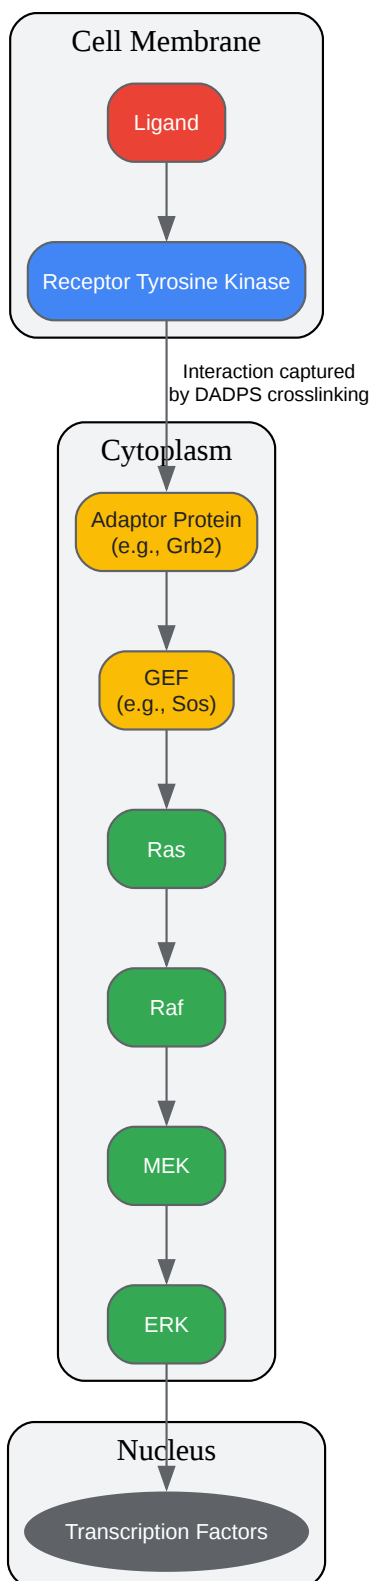 Cell Membrane
Ligand
Receptor Tyrosine Kinase
Interaction captured
by DADPS crosslinking
Cytoplasm
Adaptor Protein
(e.g., Grb2)
GEF
(e.g., Sos)
Ras
Raf
MEK
ERK
Nucleus
Transcription Factors